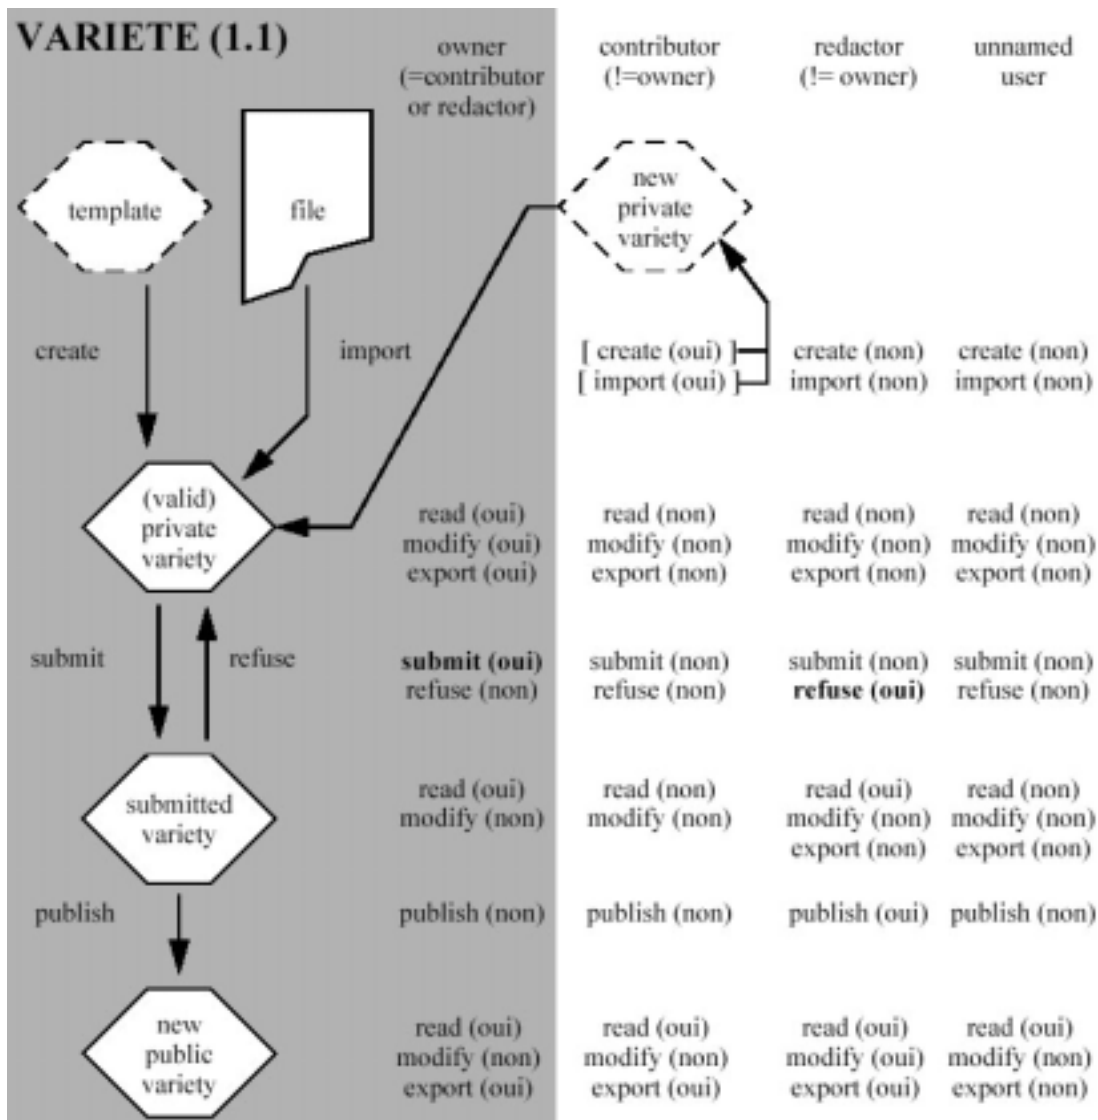 VARIETE (1.1)
owner
(=contributor
or redactor)
contributor
(!=owner)
redactor
(!= owner)
unnamed
user
template
file
new
private
variety
create
import
[ create (oui) ]
[ import (oui) ]
create (non)
import (non)
create (non)
import (non)
(valid)
private
variety
read (oui)
modify (oui)
export (oui)
read (non)
modify (non)
export (non)
read (non)
modify (non)
export (non)
read (non)
modify (non)
export (non)
submit
refuse
submit (oui)
refuse (non)
submit (non)
refuse (non)
submit (non)
refuse (oui)
submit (non)
refuse (non)
submitted
variety
read (oui)
modify (non)
read (non)
modify (non)
read (oui)
modify (non)
export (non)
read (non)
modify (non)
export (non)
publish
publish (non)
publish (non)
publish (oui)
publish (non)
new
public
variety
read (oui)
modify (non)
export (oui)
read (oui)
modify (non)
export (oui)
read (oui)
modify (oui)
export (oui)
read (oui)
modify (non)
export (non)